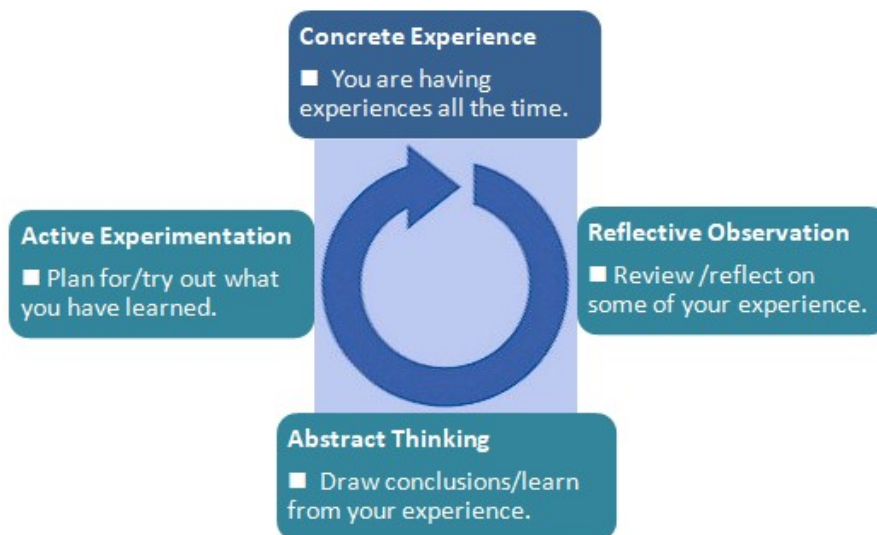 Concrete Experience
■ You are having
experiences all the time.
Active Experimentation
■ Plan for/try out what
you have learned.
Reflective Observation
■ Review /reflect on
some of your experience.
Abstract Thinking
■ Draw conclusions/learn
from your experience.